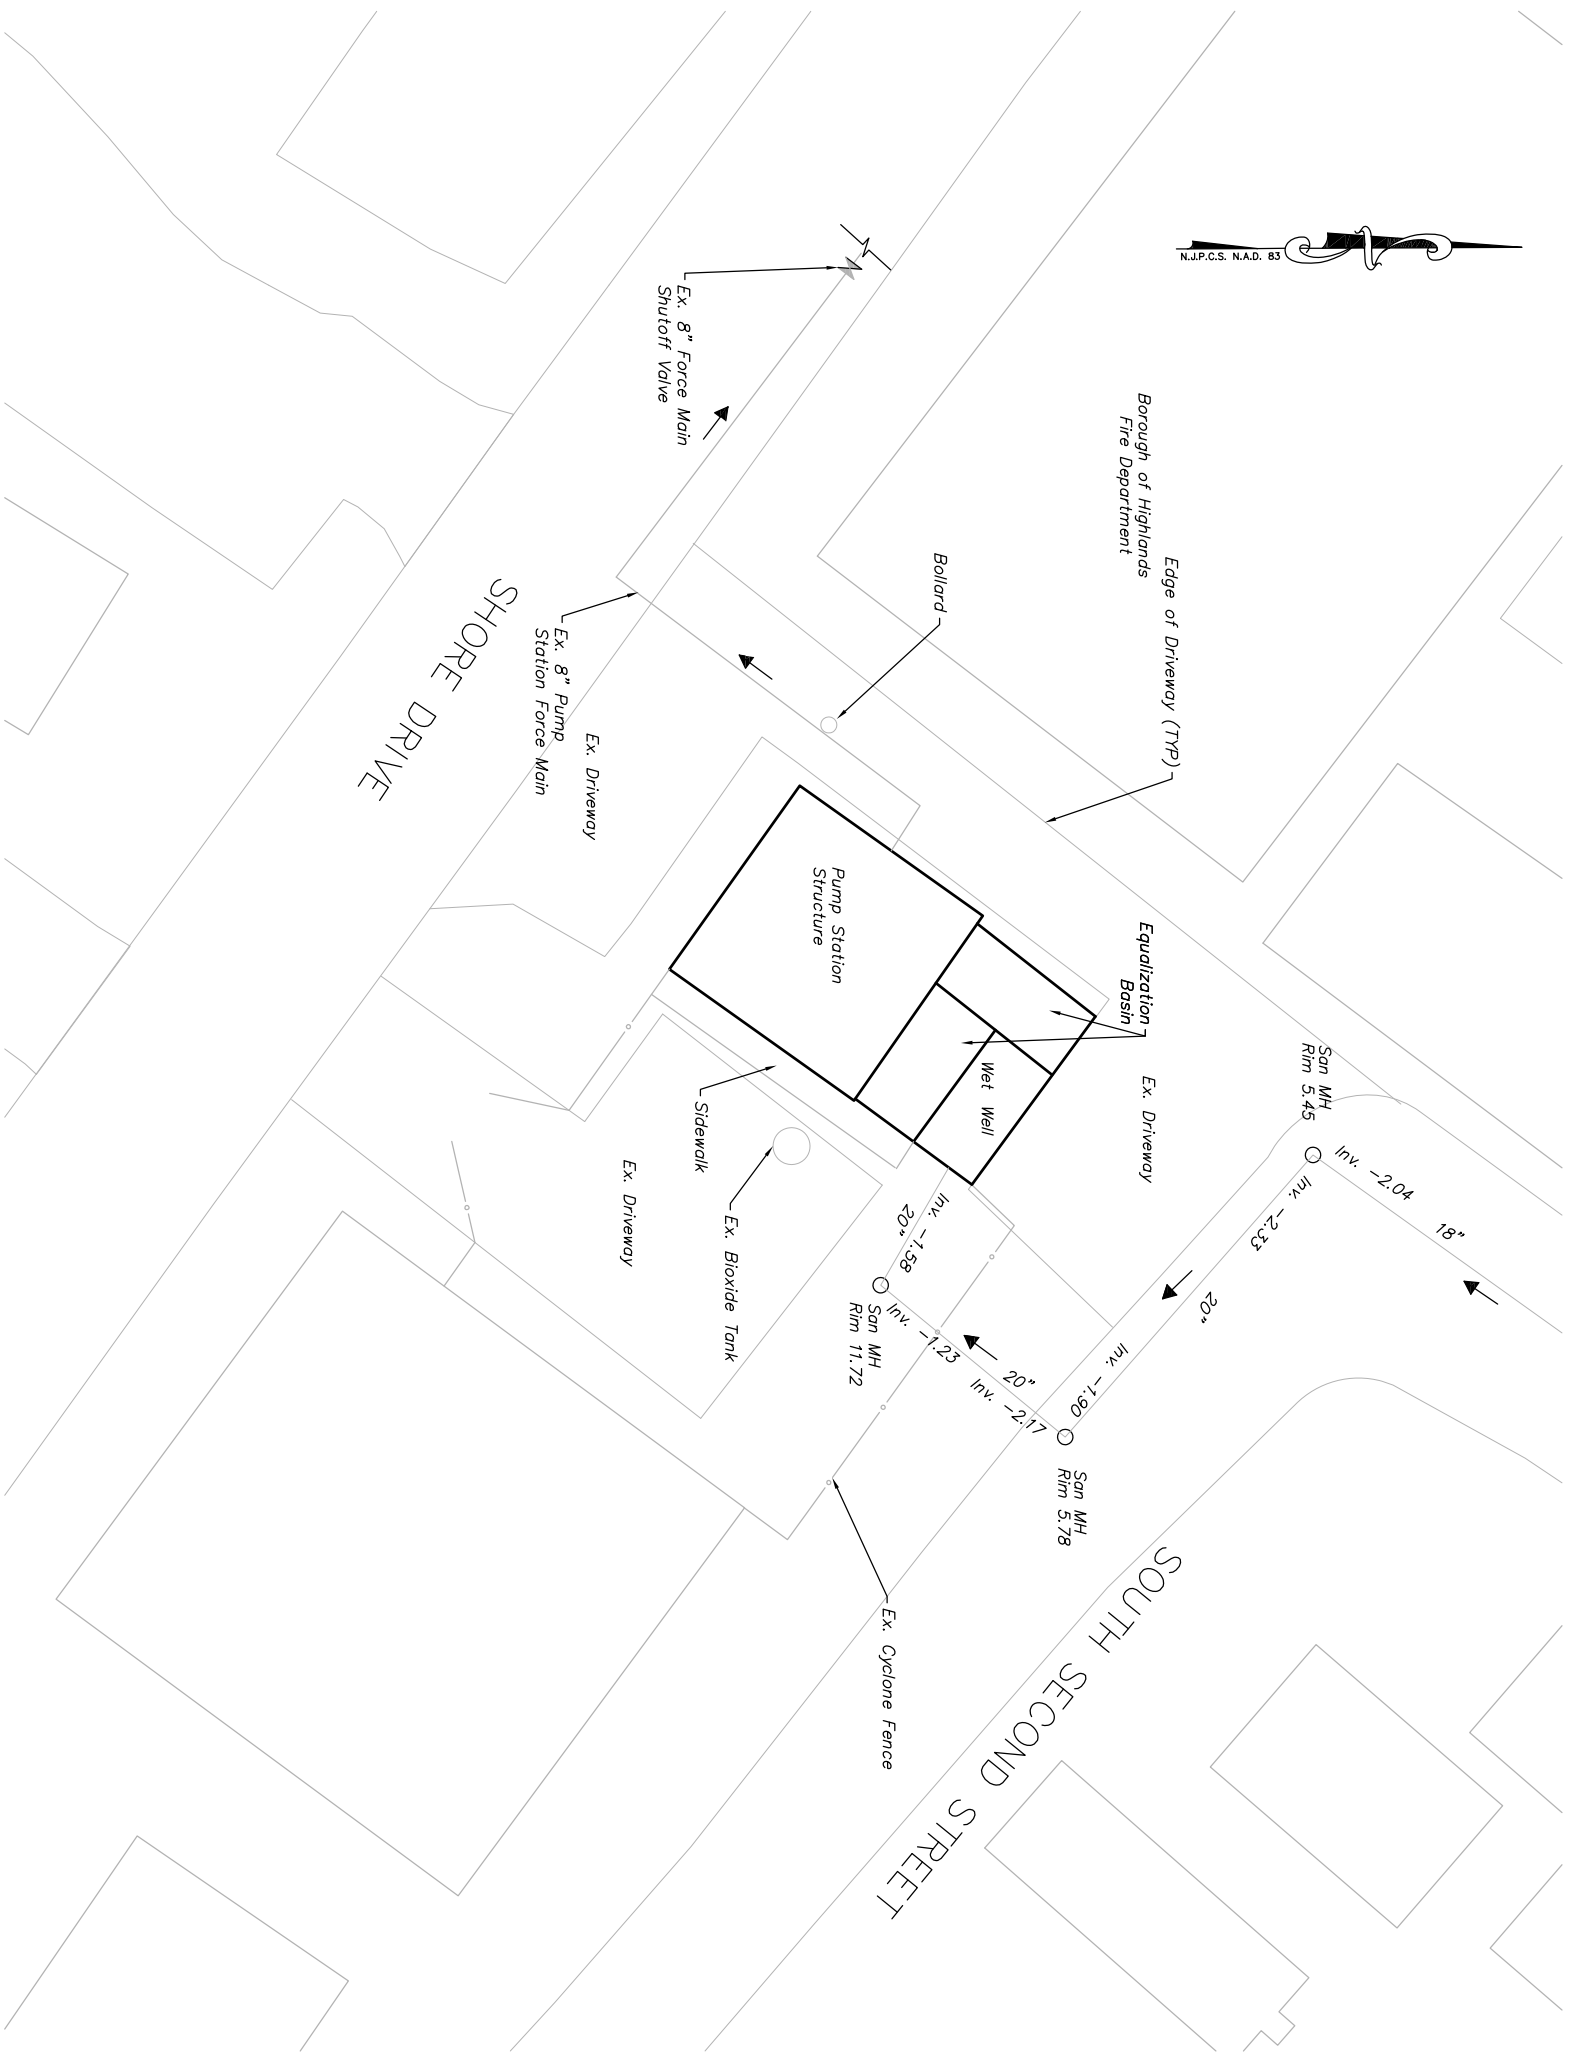 N.J.P.C.S. N.A.D. 83
Borough of Highlands
Fire Department
Edge of Driveway (TYP)
Ex. 8" Force Main
Shutoff Valve
Bollard
Ex. 8" Pump
Station Force Main
Ex. Driveway
SHORE DRIVE
Pump Station
Structure
Equalization
Basin
Wet Well
Ex. Driveway
San MH
Rim 5.45
Inv. -2.04
18"
Inv. -2.33
20"
Inv. -1.90
San MH
Rim 5.78
Inv. -2.17
20"
Inv. -1.23
San MH
Rim 11.72
Inv. -1.58
20"
Sidewalk
Ex. Driveway
Ex. Bioxide Tank
Ex. Cyclone Fence
SOUTH SECOND STREET